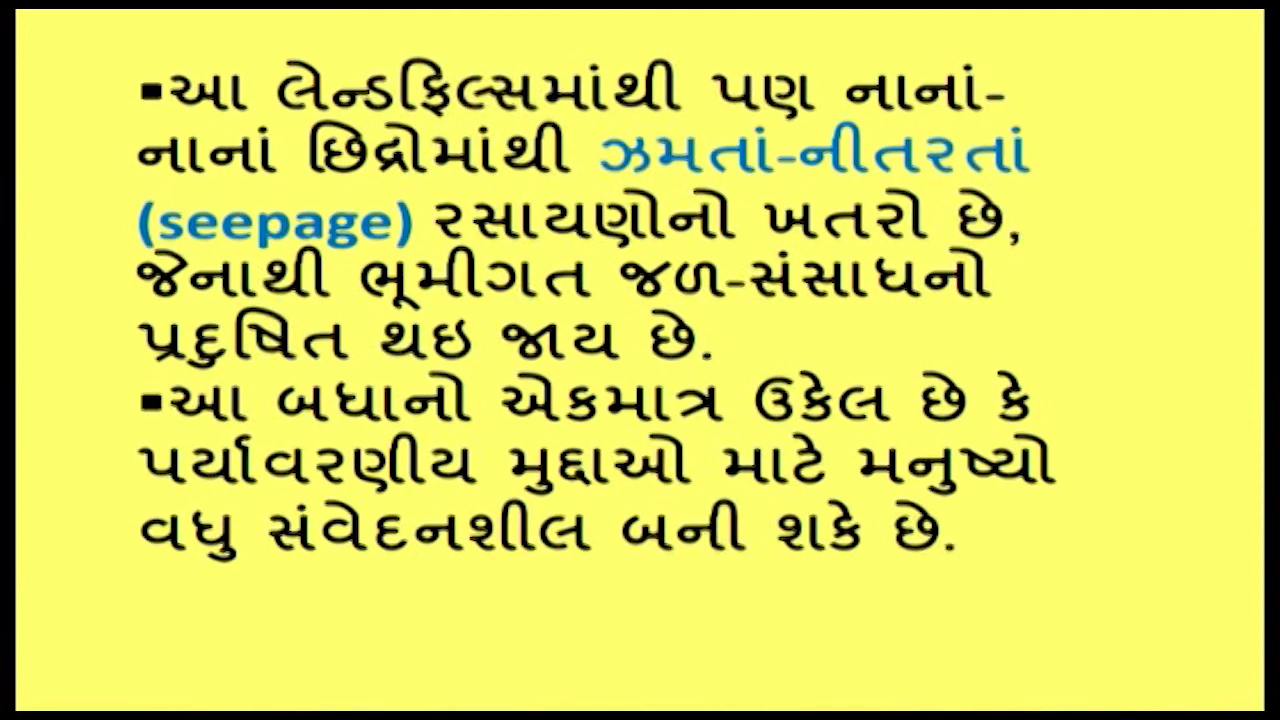 ▪આ લેન્ડફિલ્સમાંથી પણ નાનાં-
નાનાં છિદ્રોમાંથી ઝમતાં-નીતરતાં
(seepage) રસાયણોનો ખતરો છે,
જેનાથી ભૂમીગત જળ-સંસાધનો
પ્રદુષિત થઇ જાય છે.
▪આ બધાનો એકમાત્ર ઉકેલ છે કે
પર્યાવરણીય મુદ્દાઓ માટે મનુષ્યો
વધુ સંવેદનશીલ બની શકે છે.